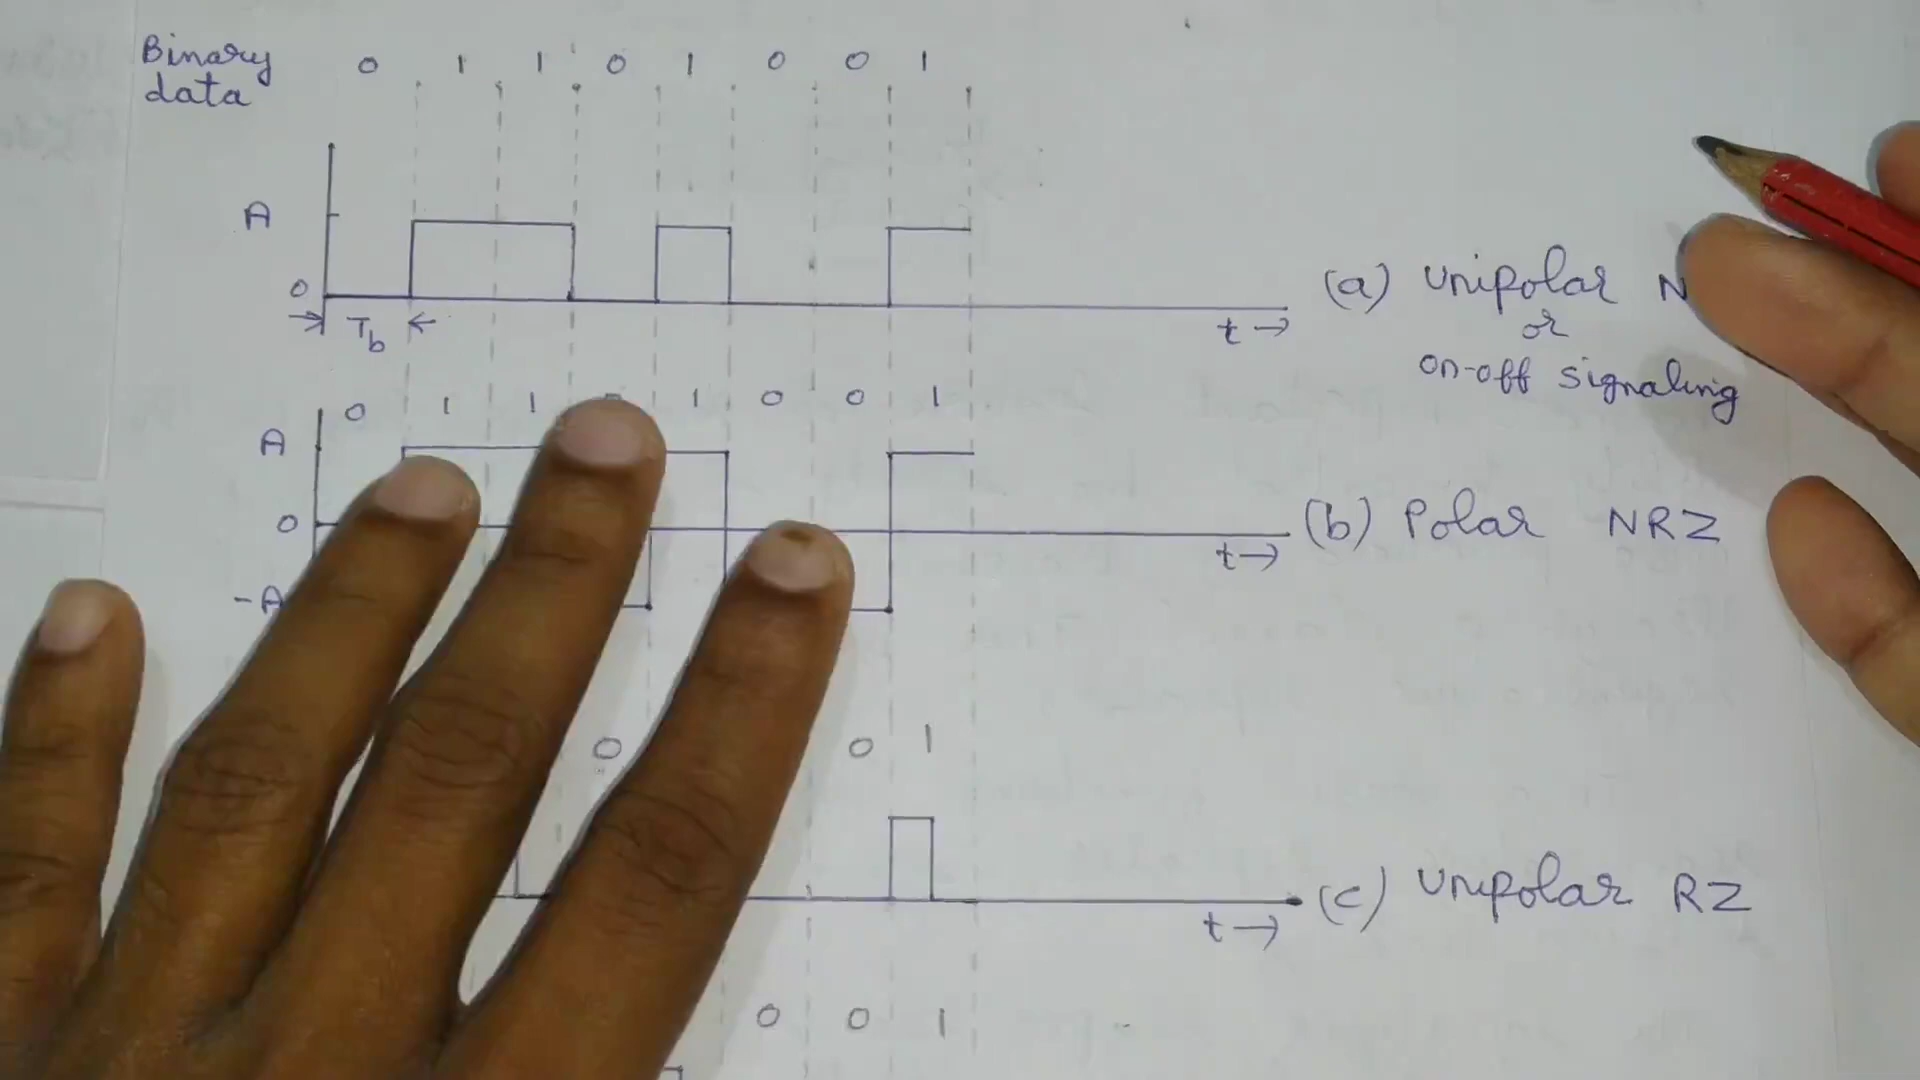 Binary
data
0 1 1 0 1 0 0 1
A
0
Tb
t→
(a) Unipolar N
or
on-off signaling
0 1 1 1 0 0 1
A
0
-A
t→
(b) Polar NRZ
0 0 1
t→
(c) Unipolar RZ
0 0 1